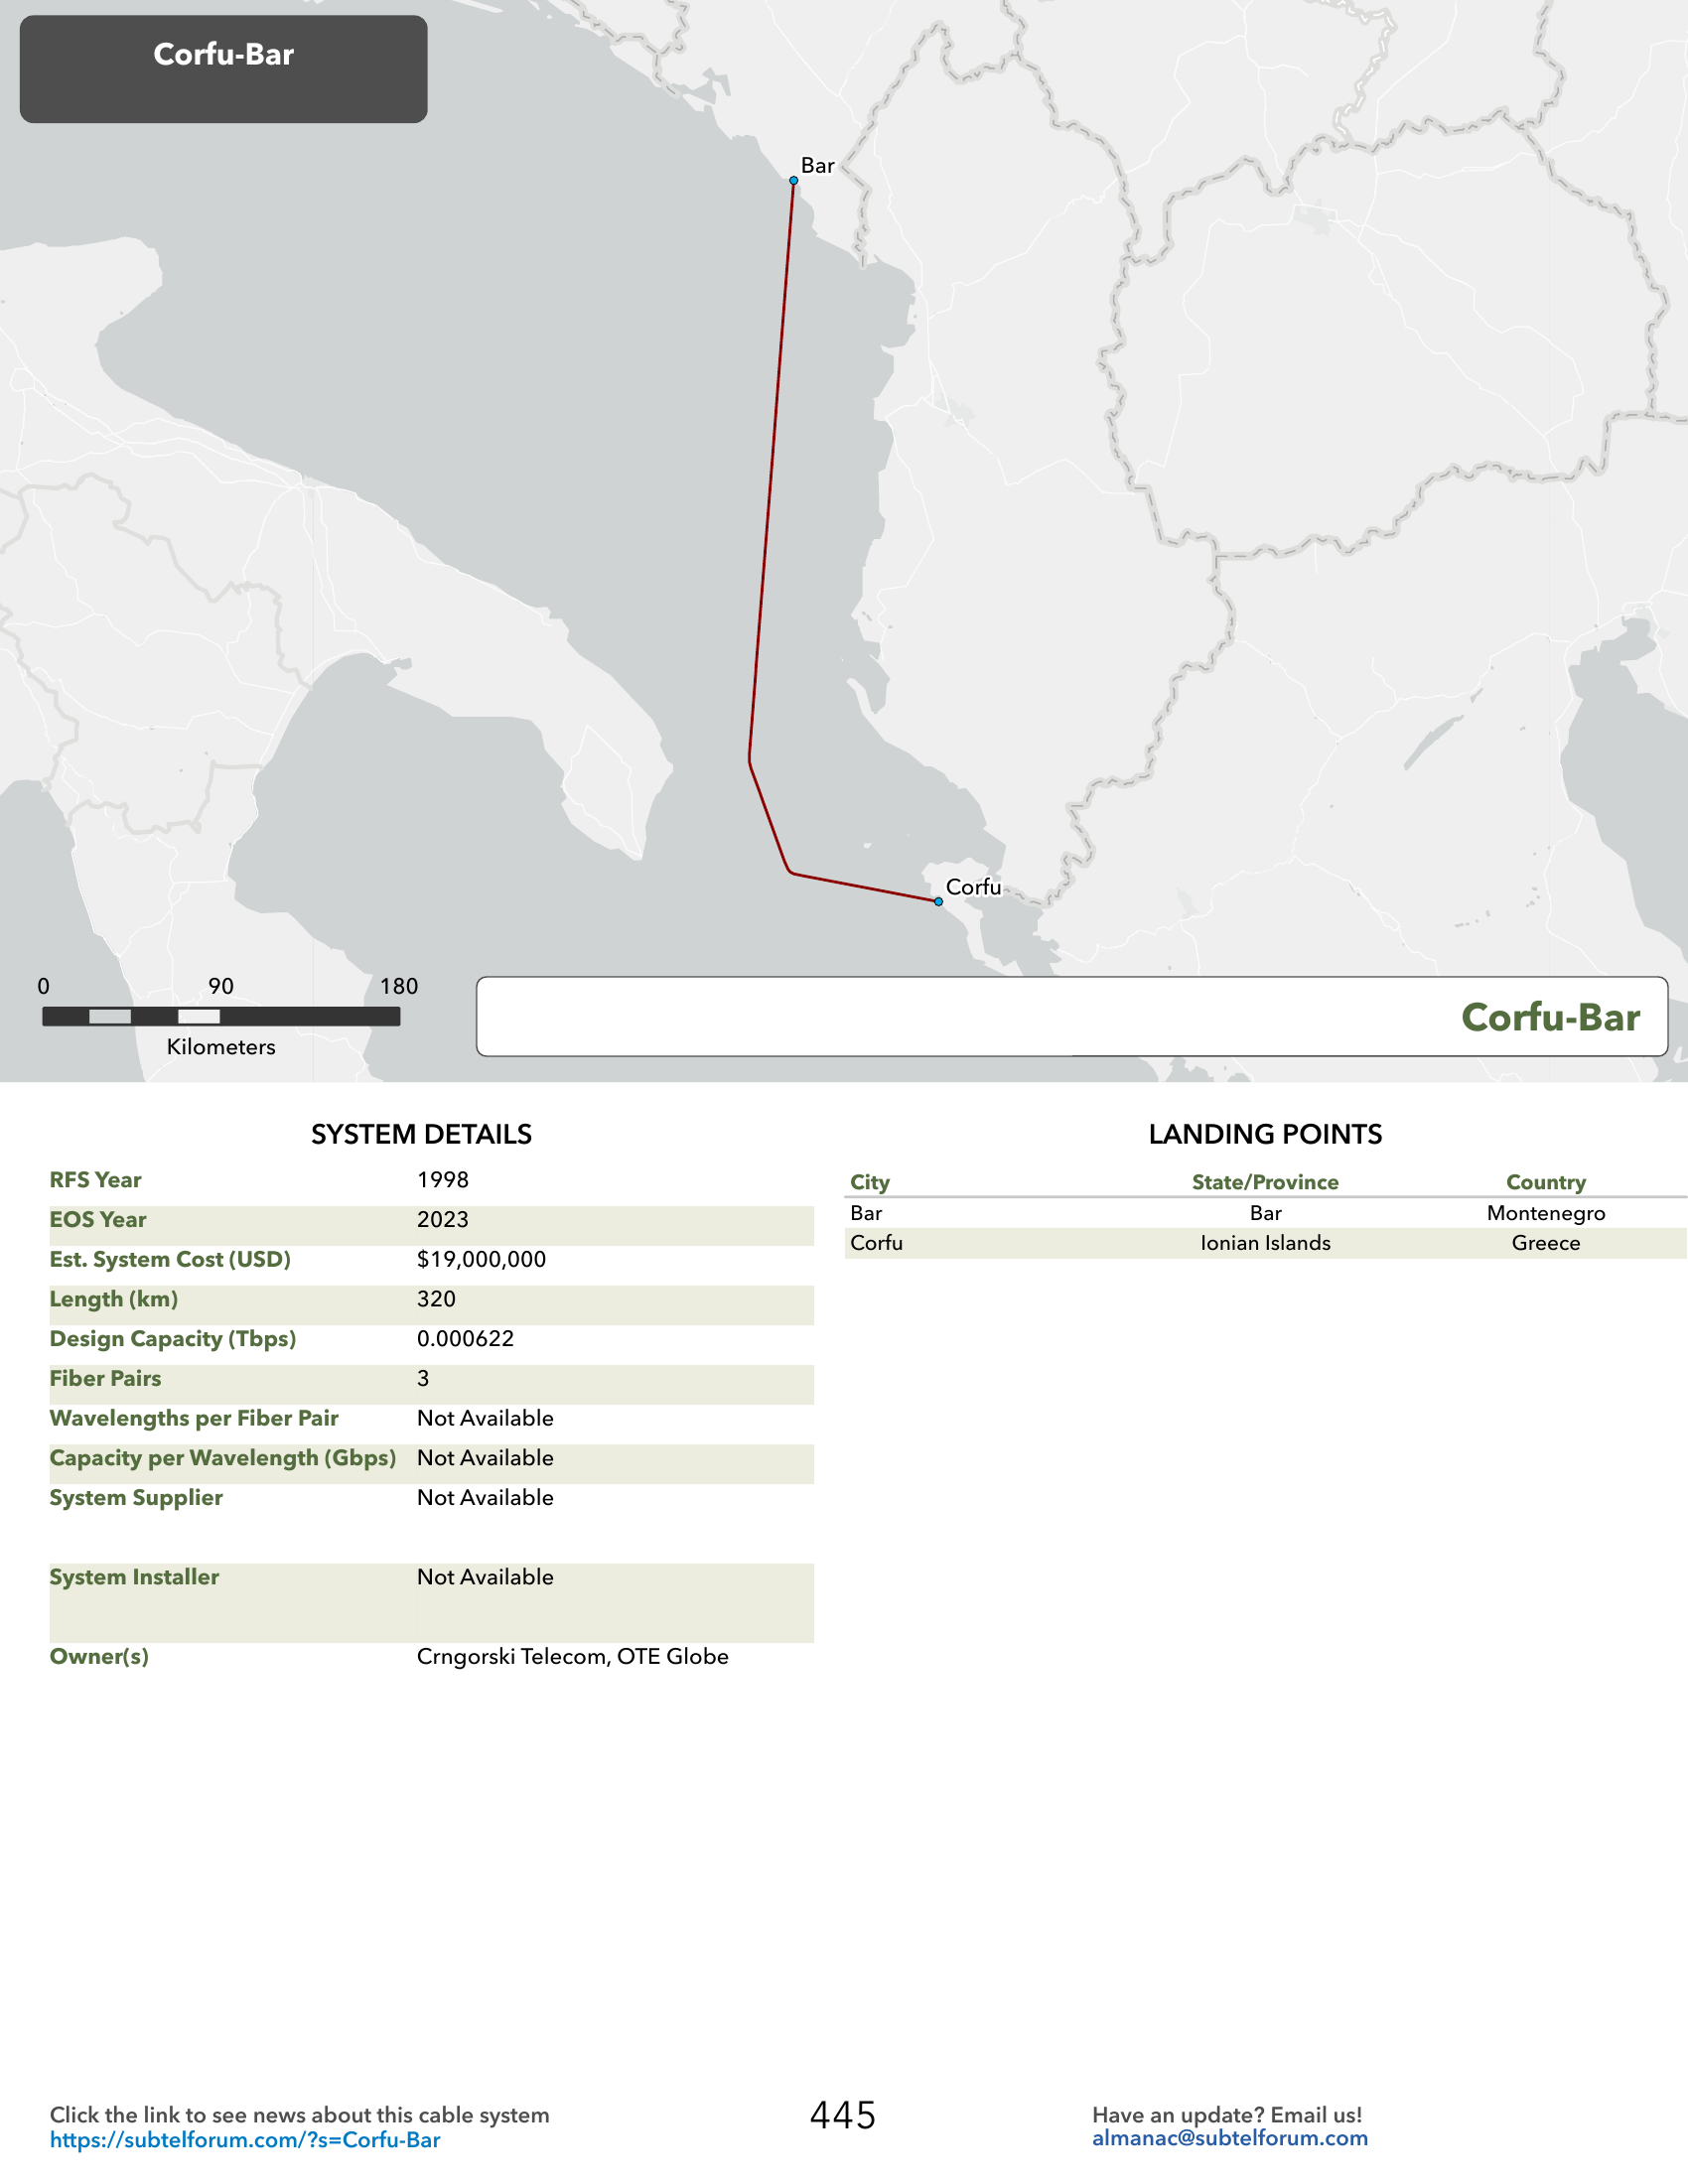 Corfu-Bar
Bar
Corfu
0 90 180
Kilometers
Corfu-Bar
SYSTEM DETAILS
RFS Year 1998
EOS Year 2023
Est. System Cost (USD) $19,000,000
Length (km) 320
Design Capacity (Tbps) 0.000622
Fiber Pairs 3
Wavelengths per Fiber Pair Not Available
Capacity per Wavelength (Gbps) Not Available
System Supplier Not Available
System Installer Not Available
Owner(s) Crngorski Telecom, OTE Globe
LANDING POINTS
City State/Province Country
Bar Bar Montenegro
Corfu Ionian Islands Greece
Click the link to see news about this cable system
https://subtelforum.com/?s=Corfu-Bar
445
Have an update? Email us!
almanac@subtelforum.com